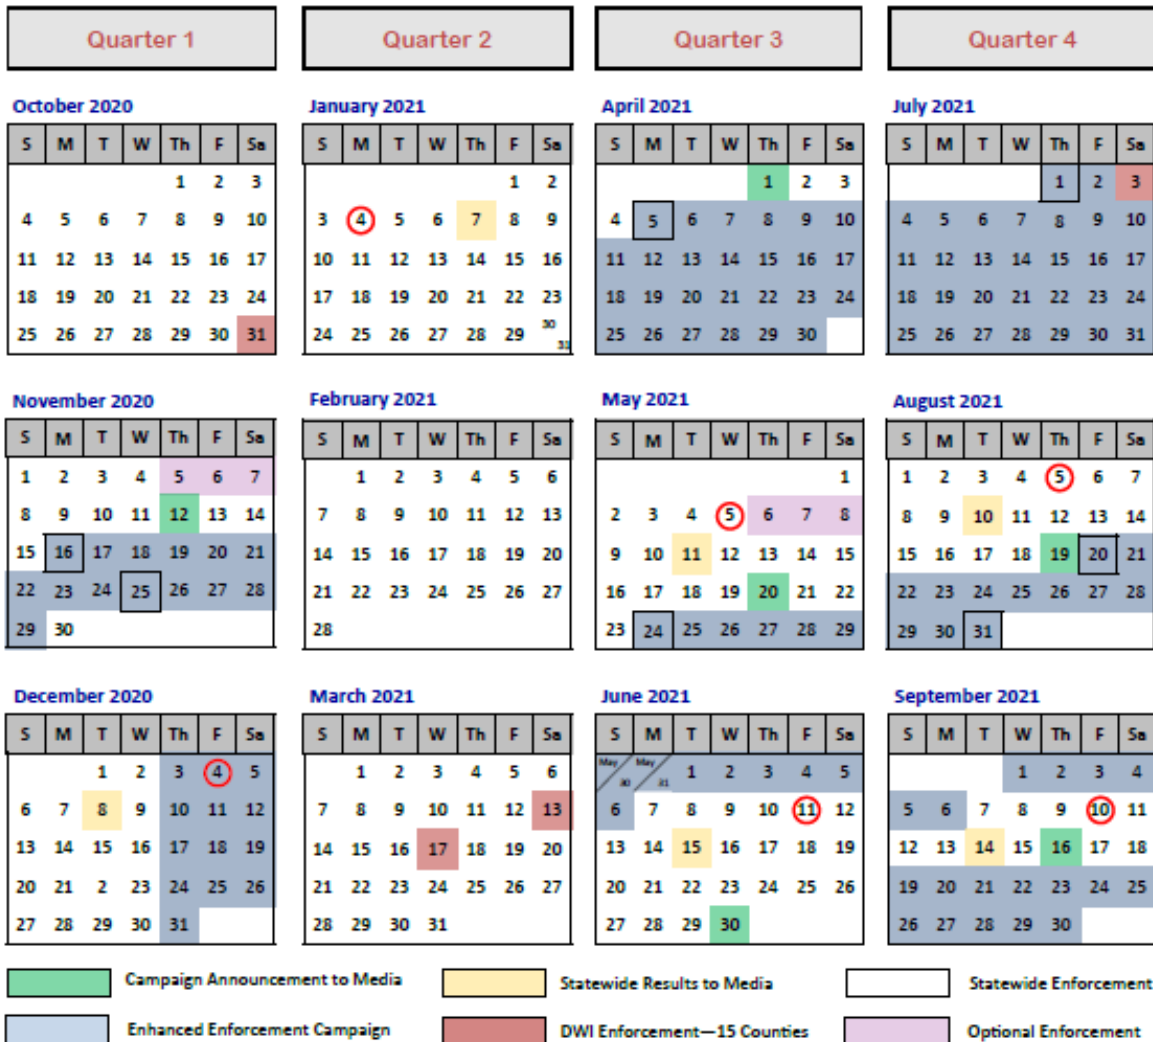 Quarter 1 Quarter 2 Quarter 3 Quarter 4
October 2020 January 2021 April 2021 July 2021
S M T W Th F Sa S M T W Th F Sa S M T W Th F Sa S M T W Th F Sa
1 2 3 1 2 1 2 3 1 2 3
4 5 6 7 8 9 10 3 4 5 6 7 8 9 4 5 6 7 8 9 10 4 5 6 7 8 9 10
11 12 13 14 15 16 17 10 11 12 13 14 15 16 11 12 13 14 15 16 17 11 12 13 14 15 16 17
18 19 20 21 22 23 24 17 18 19 20 21 22 23 18 19 20 21 22 23 24 18 19 20 21 22 23 24
25 26 27 28 29 30 31 24 25 26 27 28 29 30 31 25 26 27 28 29 30 25 26 27 28 29 30 31
November 2020 February 2021 May 2021 August 2021
S M T W Th F Sa S M T W Th F Sa S M T W Th F Sa S M T W Th F Sa
1 2 3 4 5 6 7 1 2 3 4 5 6 1 1 2 3 4 5 6 7
8 9 10 11 12 13 14 7 8 9 10 11 12 13 2 3 4 5 6 7 8 8 9 10 11 12 13 14
15 16 17 18 19 20 21 14 15 16 17 18 19 20 9 10 11 12 13 14 15 15 16 17 18 19 20 21
22 23 24 25 26 27 28 21 22 23 24 25 26 27 16 17 18 19 20 21 22 22 23 24 25 26 27 28
29 30 28 23 24 25 26 27 28 29 29 30 31
December 2020 March 2021 June 2021 September 2021
S M T W Th F Sa S M T W Th F Sa S M T W Th F Sa S M T W Th F Sa
1 2 3 4 5 1 2 3 4 5 6 May 30 May 31 1 2 3 4 5 1 2 3 4
6 7 8 9 10 11 12 7 8 9 10 11 12 13 6 7 8 9 10 11 12 5 6 7 8 9 10 11
13 14 15 16 17 18 19 14 15 16 17 18 19 20 13 14 15 16 17 18 19 12 13 14 15 16 17 18
20 21 2 23 24 25 26 21 22 23 24 25 26 27 20 21 22 23 24 25 26 19 20 21 22 23 24 25
27 28 29 30 31 28 29 30 31 27 28 29 30 26 27 28 29 30
Campaign Announcement to Media Statewide Results to Media Statewide Enforcement
Enhanced Enforcement Campaign DWI Enforcement—15 Counties Optional Enforcement